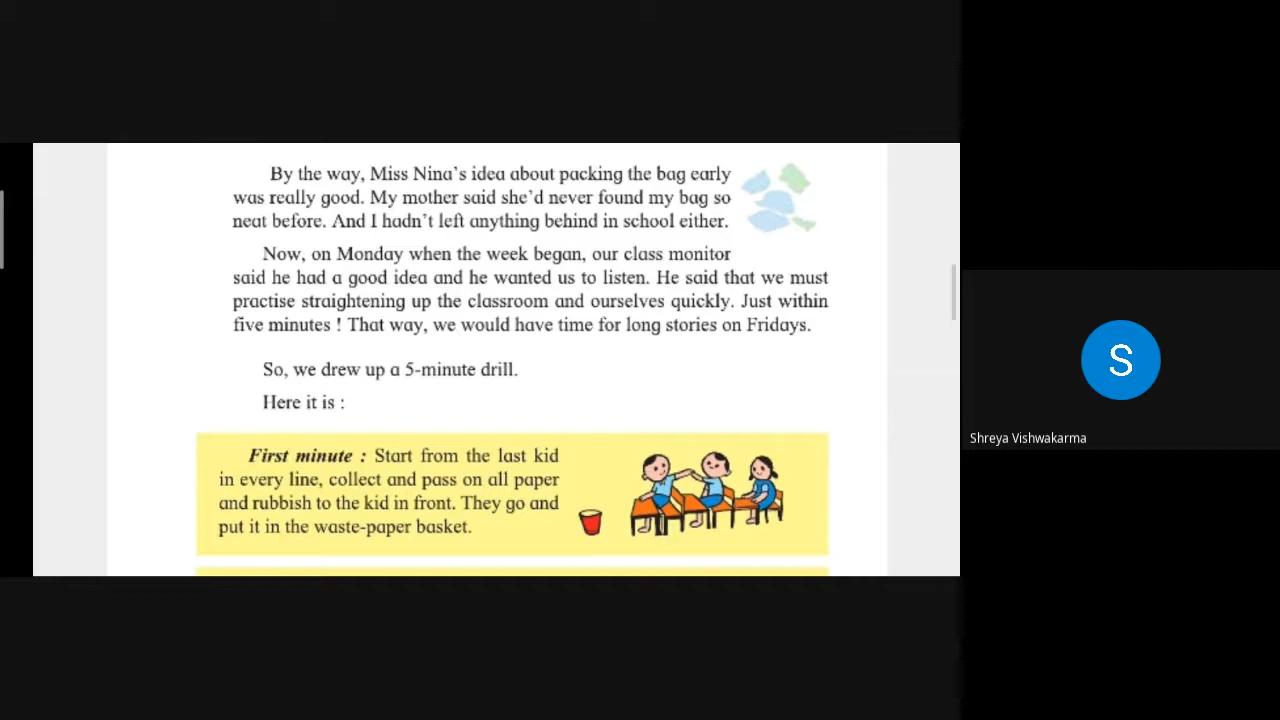 By the way, Miss Nina's idea about packing the bag early
was really good. My mother said she'd never found my bag so
neat before. And I hadn't left anything behind in school either.
Now, on Monday when the week began, our class monitor
said he had a good idea and he wanted us to listen. He said that we must
practise straightening up the classroom and ourselves quickly. Just within
five minutes ! That way, we would have time for long stories on Fridays.
So, we drew up a 5-minute drill.
Here it is :
First minute : Start from the last kid
in every line, collect and pass on all paper
and rubbish to the kid in front. They go and
put it in the waste-paper basket.
S
Shreya Vishwakarma